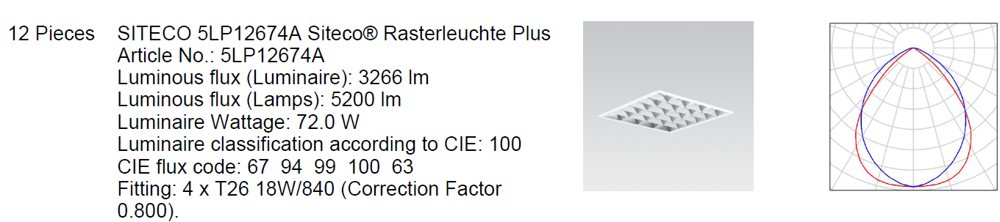 12 Pieces SITECO 5LP12674A Siteco® Rasterleuchte Plus
Article No.: 5LP12674A
Luminous flux (Luminaire): 3266 lm
Luminous flux (Lamps): 5200 lm
Luminaire Wattage: 72.0 W
Luminaire classification according to CIE: 100
CIE flux code: 67 94 99 100 63
Fitting: 4 x T26 18W/840 (Correction Factor
0.800).